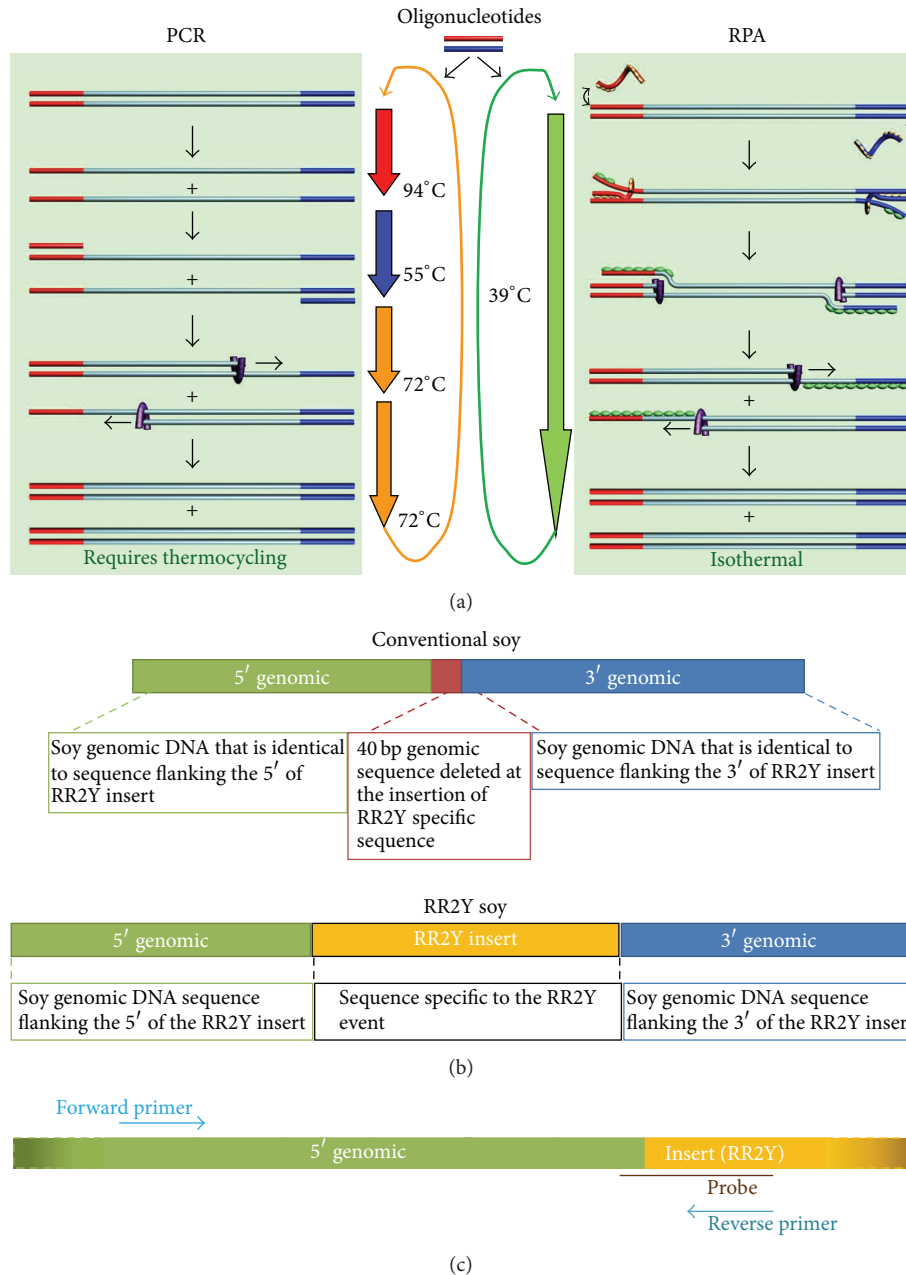 Oligonucleotides
PCR
RPA
94°C
55°C
39°C
72°C
72°C
Requires thermocycling
Isothermal
(a)
Conventional soy
5′ genomic
3′ genomic
Soy genomic DNA that is identical
to sequence flanking the 5′ of
RR2Y insert
40 bp genomic
sequence deleted at
the insertion of
RR2Y specific
sequence
Soy genomic DNA that is identical to
sequence flanking the 3′ of RR2Y insert
RR2Y soy
5′ genomic
RR2Y insert
3′ genomic
Soy genomic DNA sequence
flanking the 5′ of the RR2Y insert
Sequence specific to the RR2Y
event
Soy genomic DNA sequence
flanking the 3′ of the RR2Y inser
(b)
Forward primer
5′ genomic
Insert (RR2Y)
Probe
Reverse primer
(c)